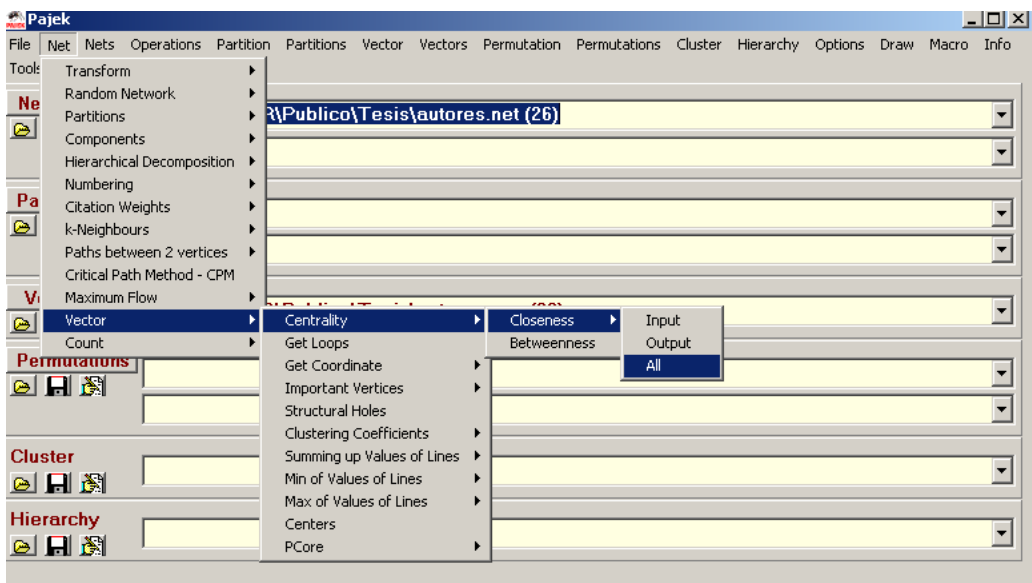 Pajek
File Net Nets Operations Partition Partitions Vector Vectors Permutation Permutations Cluster Hierarchy Options Draw Macro Info
Tools
Transform
Random Network
Ne
R\Publico\Tesis\autores.net (26)
Partitions
Components
Hierarchical Decomposition
Numbering
Pa
Citation Weights
k-Neighbours
Paths between 2 vertices
Critical Path Method - CPM
Maximum Flow
Vector
Count
Centrality
Get Loops
Get Coordinate
Important Vertices
Structural Holes
Clustering Coefficients
Summing up Values of Lines
Min of Values of Lines
Max of Values of Lines
Centers
PCore
Closeness
Betweenness
Input
Output
All
Permutations
Cluster
Hierarchy